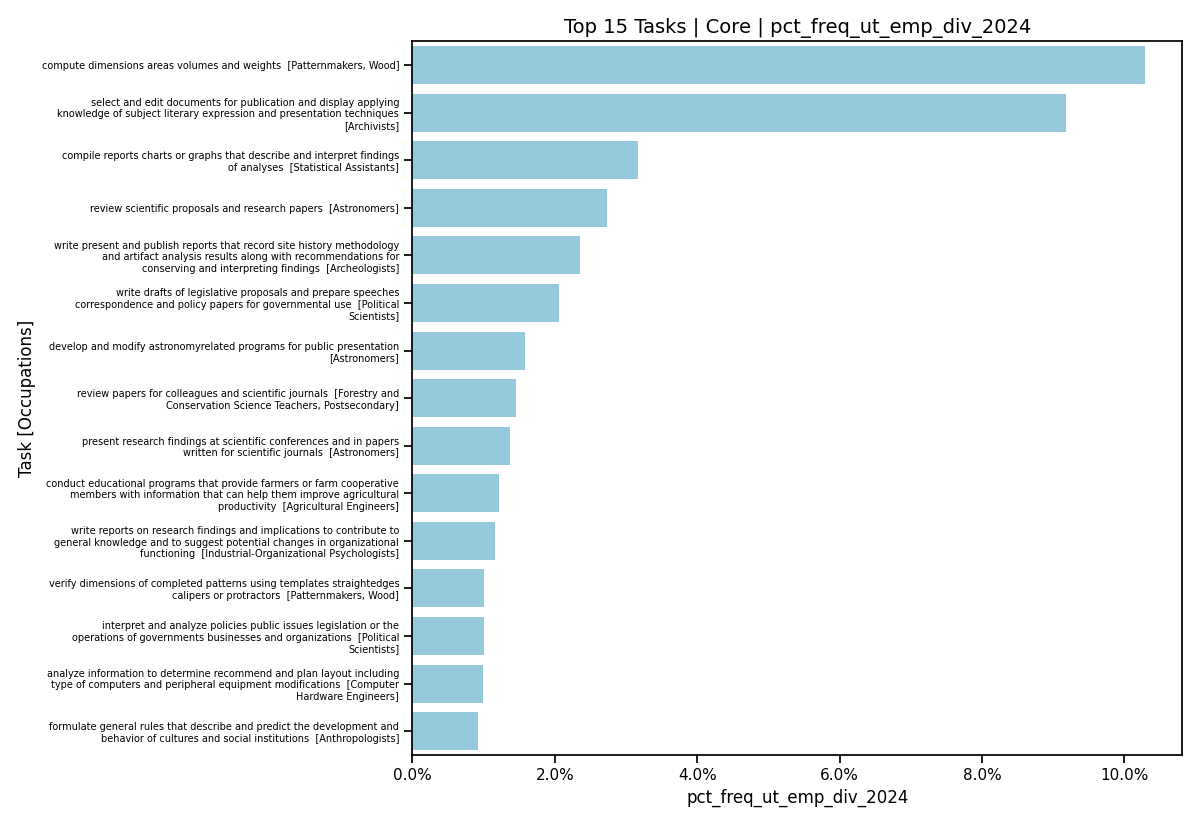 Top 15 Tasks | Core | pct_freq_ut_emp_div_2024
compute dimensions areas volumes and weights  [Patternmakers, Wood]
select and edit documents for publication and display applying
knowledge of subject literary expression and presentation techniques
[Archivists]
compile reports charts or graphs that describe and interpret findings
of analyses  [Statistical Assistants]
review scientific proposals and research papers  [Astronomers]
write present and publish reports that record site history methodology
and artifact analysis results along with recommendations for
conserving and interpreting findings  [Archeologists]
write drafts of legislative proposals and prepare speeches
correspondence and policy papers for governmental use  [Political
Scientists]
develop and modify astronomyrelated programs for public presentation
[Astronomers]
review papers for colleagues and scientific journals  [Forestry and
Conservation Science Teachers, Postsecondary]
present research findings at scientific conferences and in papers
written for scientific journals  [Astronomers]
conduct educational programs that provide farmers or farm cooperative
members with information that can help them improve agricultural
productivity  [Agricultural Engineers]
write reports on research findings and implications to contribute to
general knowledge and to suggest potential changes in organizational
functioning  [Industrial-Organizational Psychologists]
verify dimensions of completed patterns using templates straightedges
calipers or protractors  [Patternmakers, Wood]
interpret and analyze policies public issues legislation or the
operations of governments businesses and organizations  [Political
Scientists]
analyze information to determine recommend and plan layout including
type of computers and peripheral equipment modifications  [Computer
Hardware Engineers]
formulate general rules that describe and predict the development and
behavior of cultures and social institutions  [Anthropologists]
Task [Occupations]
0.0% 2.0% 4.0% 6.0% 8.0% 10.0%
pct_freq_ut_emp_div_2024